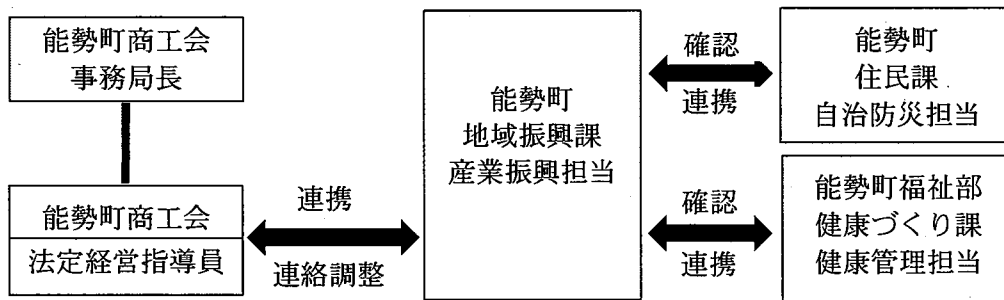 能勢町商工会
事務局長
能勢町商工会
法定経営指導員
連携
連絡調整
能勢町
地域振興課
産業振興担当
確認
連携
能勢町
住民課
自治防災担当
確認
連携
能勢町福祉部
健康づくり課
健康管理担当